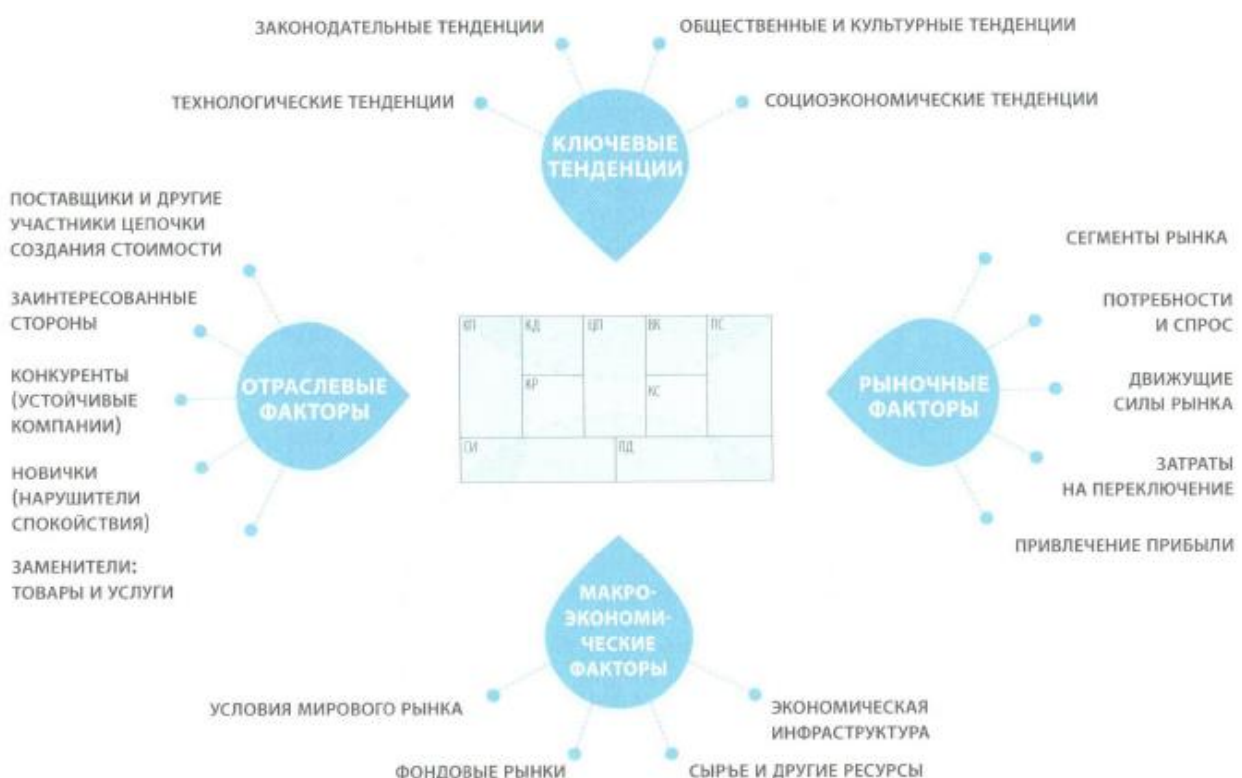 ЗАКОНОДАТЕЛЬНЫЕ ТЕНДЕНЦИИ
ОБЩЕСТВЕННЫЕ И КУЛЬТУРНЫЕ ТЕНДЕНЦИИ
ТЕХНОЛОГИЧЕСКИЕ ТЕНДЕНЦИИ
СОЦИОЭКОНОМИЧЕСКИЕ ТЕНДЕНЦИИ
КЛЮЧЕВЫЕ
ТЕНДЕНЦИИ
ПОСТАВЩИКИ И ДРУГИЕ
УЧАСТНИКИ ЦЕПОЧКИ
СОЗДАНИЯ СТОИМОСТИ
ЗАИНТЕРЕСОВАННЫЕ
СТОРОНЫ
КОНКУРЕНТЫ
(УСТОЙЧИВЫЕ
КОМПАНИИ)
НОВИЧКИ
(НАРУШИТЕЛИ
СПОКОЙСТВИЯ)
ЗАМЕНИТЕЛИ:
ТОВАРЫ И УСЛУГИ
ОТРАСЛЕВЫЕ
ФАКТОРЫ
КП
КД
ЦП
ВК
ПС
КР
КС
СИ
ПД
РЫНОЧНЫЕ
ФАКТОРЫ
СЕГМЕНТЫ РЫНКА
ПОТРЕБНОСТИ
И СПРОС
ДВИЖУЩИЕ
СИЛЫ РЫНКА
ЗАТРАТЫ
НА ПЕРЕКЛЮЧЕНИЕ
ПРИВЛЕЧЕНИЕ ПРИБЫЛИ
МАКРО-
ЭКОНОМИ-
ЧЕСКИЕ
ФАКТОРЫ
УСЛОВИЯ МИРОВОГО РЫНКА
ФОНДОВЫЕ РЫНКИ
СЫРЬЕ И ДРУГИЕ РЕСУРСЫ
ЭКОНОМИЧЕСКАЯ
ИНФРАСТРУКТУРА